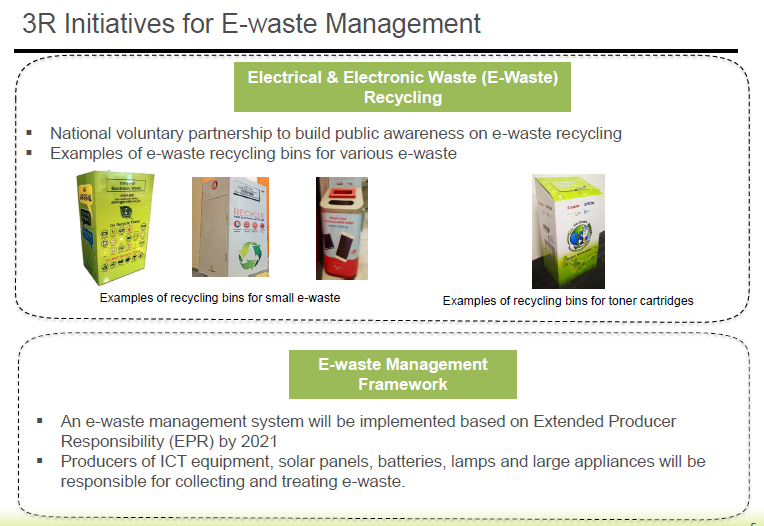 3R Initiatives for E-waste Management
Electrical & Electronic Waste (E-Waste)
Recycling
▪ National voluntary partnership to build public awareness on e-waste recycling
▪ Examples of e-waste recycling bins for various e-waste
RECYCLE
Canon
Examples of recycling bins for small e-waste
Examples of recycling bins for toner cartridges
E-waste Management
Framework
▪ An e-waste management system will be implemented based on Extended Producer
Responsibility (EPR) by 2021
▪ Producers of ICT equipment, solar panels, batteries, lamps and large appliances will be
responsible for collecting and treating e-waste.